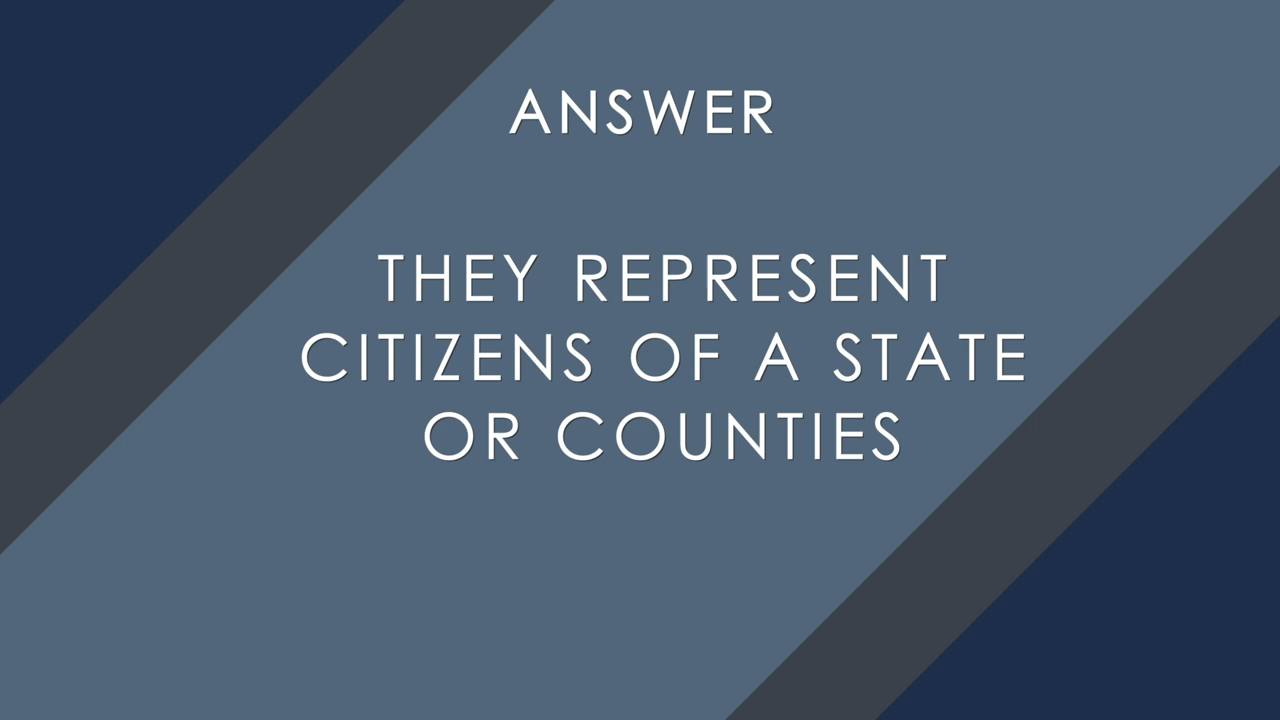 ANSWER
THEY REPRESENT
CITIZENS OF A STATE
OR COUNTIES